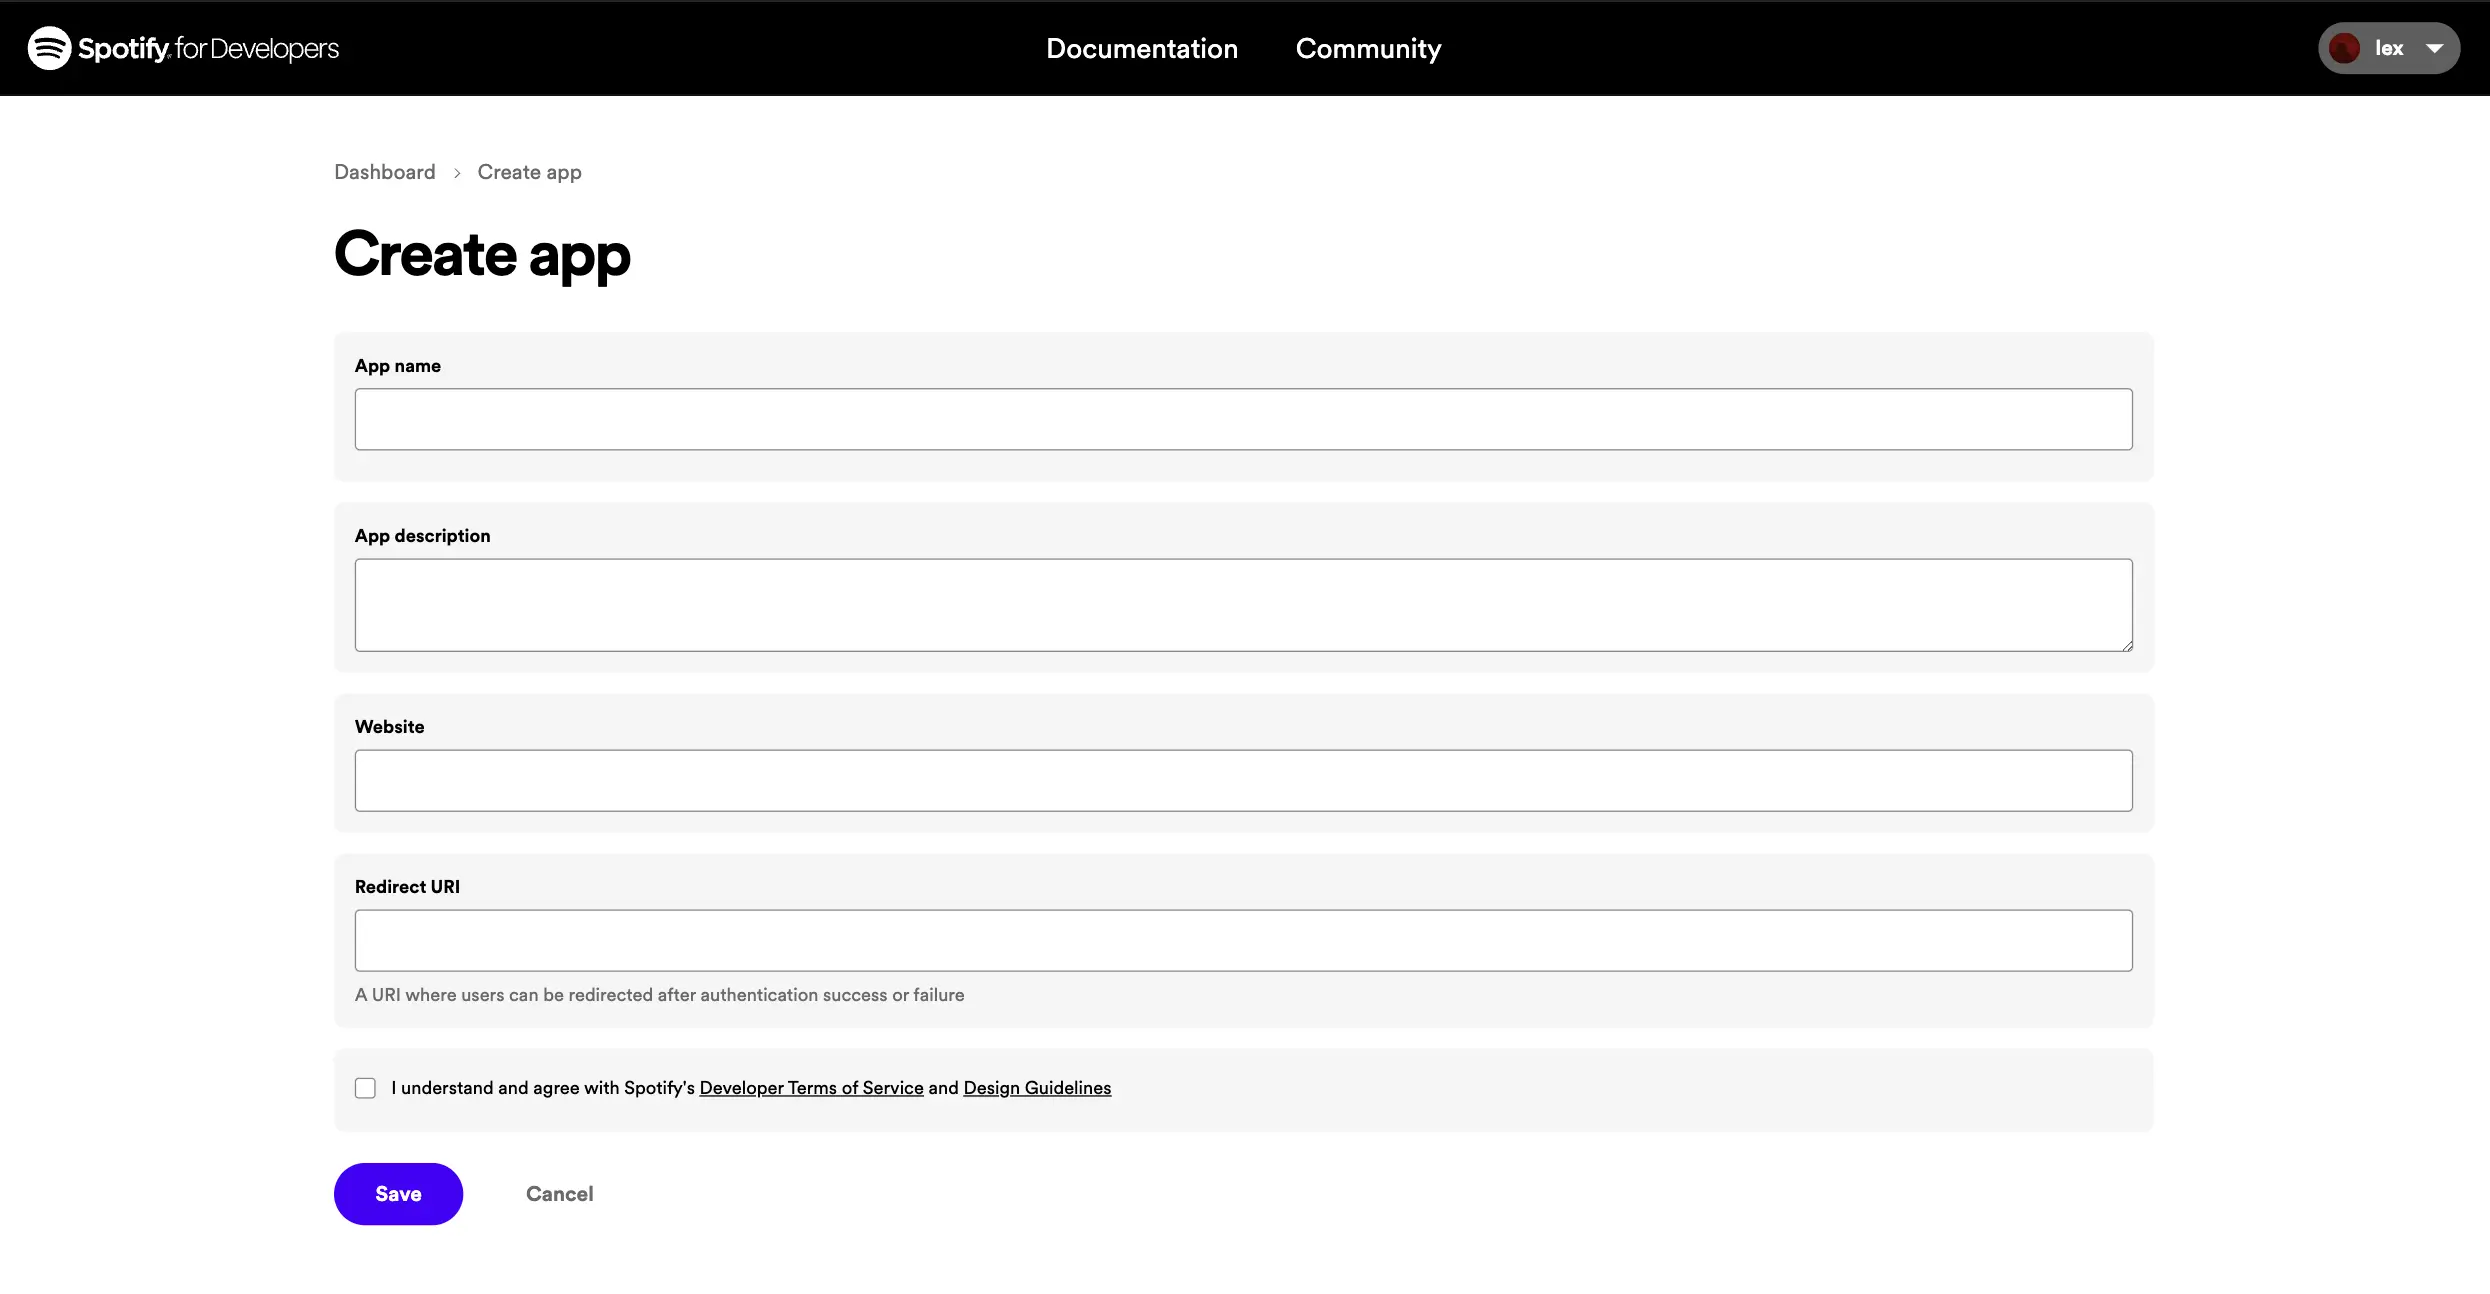 Spotify for Developers
Documentation
Community
lex
Dashboard > Create app
Create app
App name
App description
Website
Redirect URI
A URI where users can be redirected after authentication success or failure
I understand and agree with Spotify's Developer Terms of Service and Design Guidelines
Save
Cancel